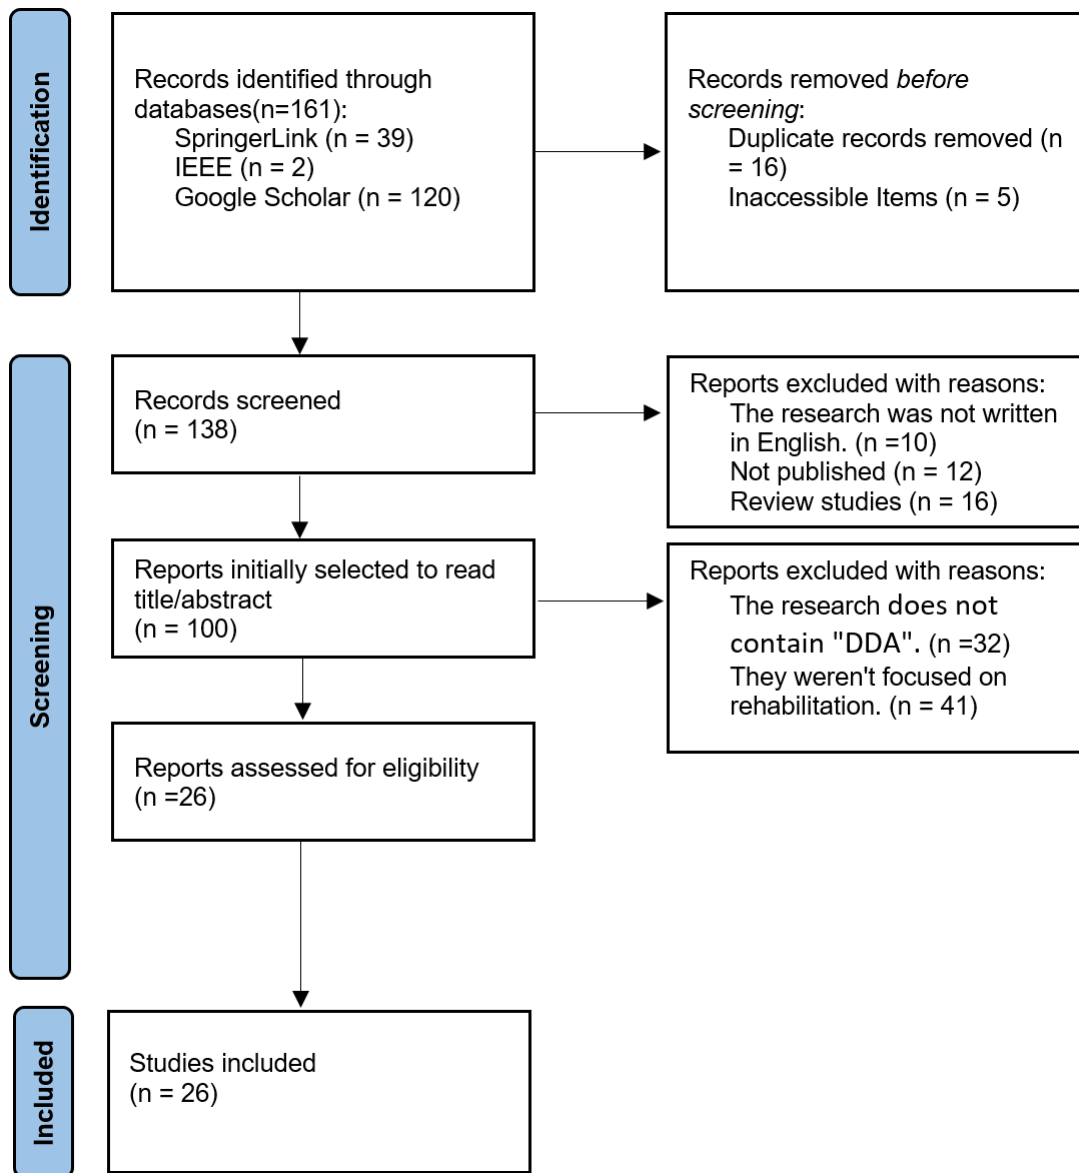 Identification
Records identified through
databases(n=161):
SpringerLink (n = 39)
IEEE (n = 2)
Google Scholar (n = 120)
Records removed before
screening:
Duplicate records removed (n
= 16)
Inaccessible Items (n = 5)
Screening
Records screened
(n = 138)
Reports excluded with reasons:
The research was not written
in English. (n =10)
Not published (n = 12)
Review studies (n = 16)
Reports initially selected to read
title/abstract
(n = 100)
Reports excluded with reasons:
The research does not
contain "DDA". (n =32)
They weren't focused on
rehabilitation. (n = 41)
Reports assessed for eligibility
(n =26)
Included
Studies included
(n = 26)